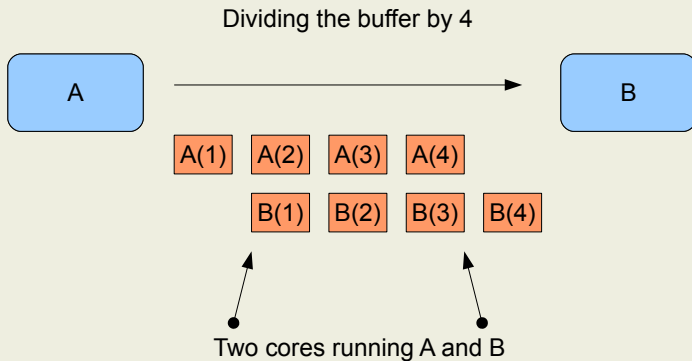 Dividing the buffer by 4
A B
A(1) A(2) A(3) A(4)
B(1) B(2) B(3) B(4)
Two cores running A and B